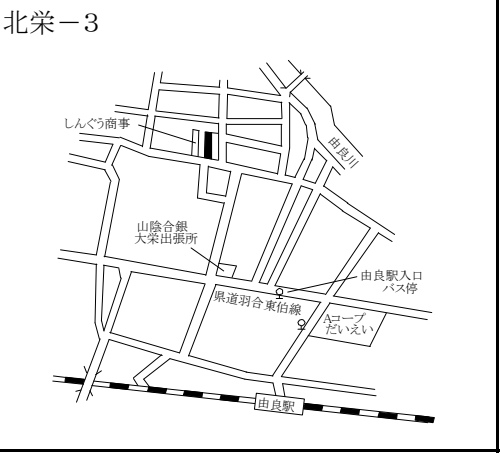 北栄－3
しんぐう商事
由良川
山陰合銀
大栄出張所
由良駅入口
バス停
県道羽合東伯線
Aコープ
だいえい
由良駅